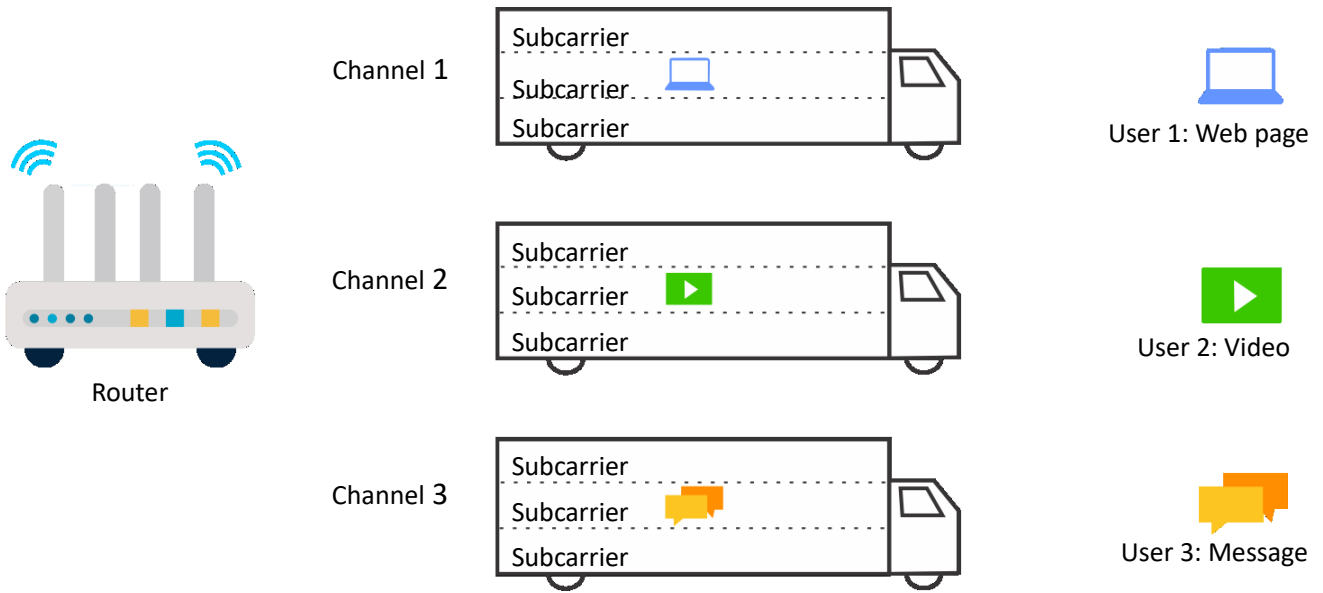 Channel 1
Subcarrier
Subcarrier
Subcarrier
User 1: Web page
Router
Channel 2
Subcarrier
Subcarrier
Subcarrier
User 2: Video
Channel 3
Subcarrier
Subcarrier
Subcarrier
User 3: Message